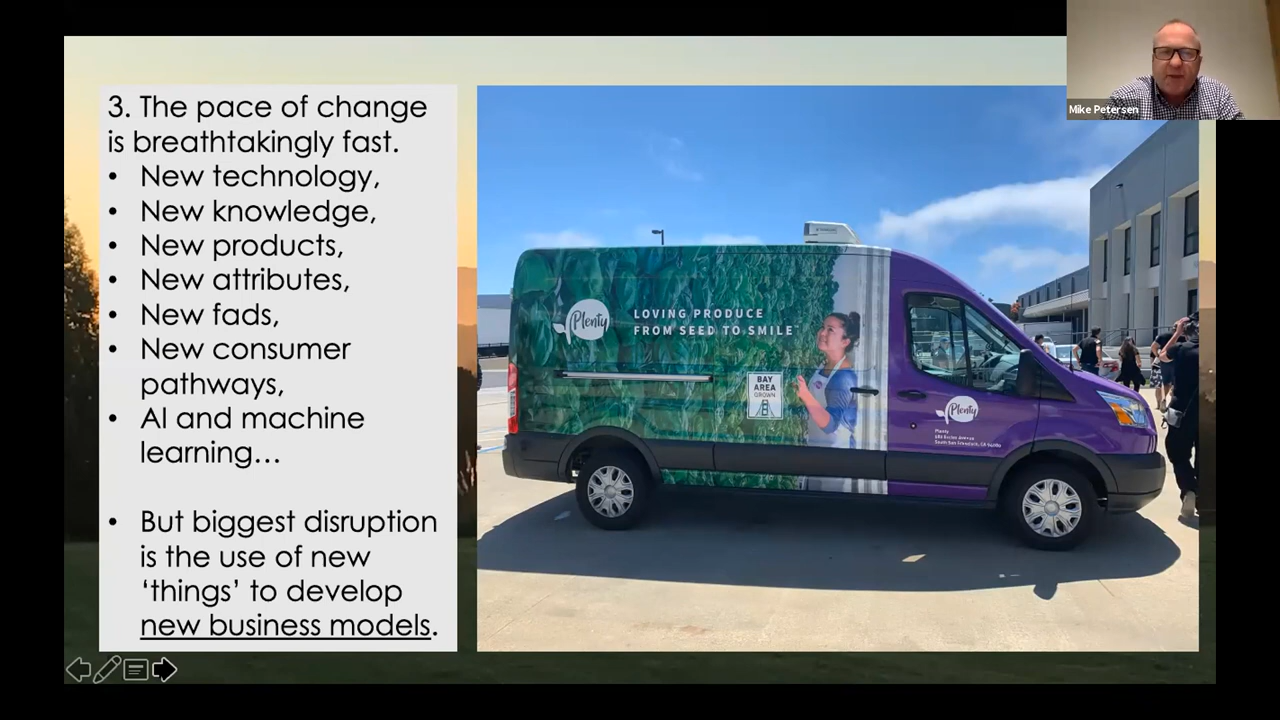 3. The pace of change
is breathtakingly fast.
• New technology,
• New knowledge,
• New products,
• New attributes,
• New fads,
• New consumer
pathways,
• AI and machine
learning…
• But biggest disruption
is the use of new
‘things’ to develop
new business models.
Mike Petersen
Plenty
LOVING PRODUCE
FROM SEED TO SMILE
BAY
AREA
GROWN
Plenty
Plenty